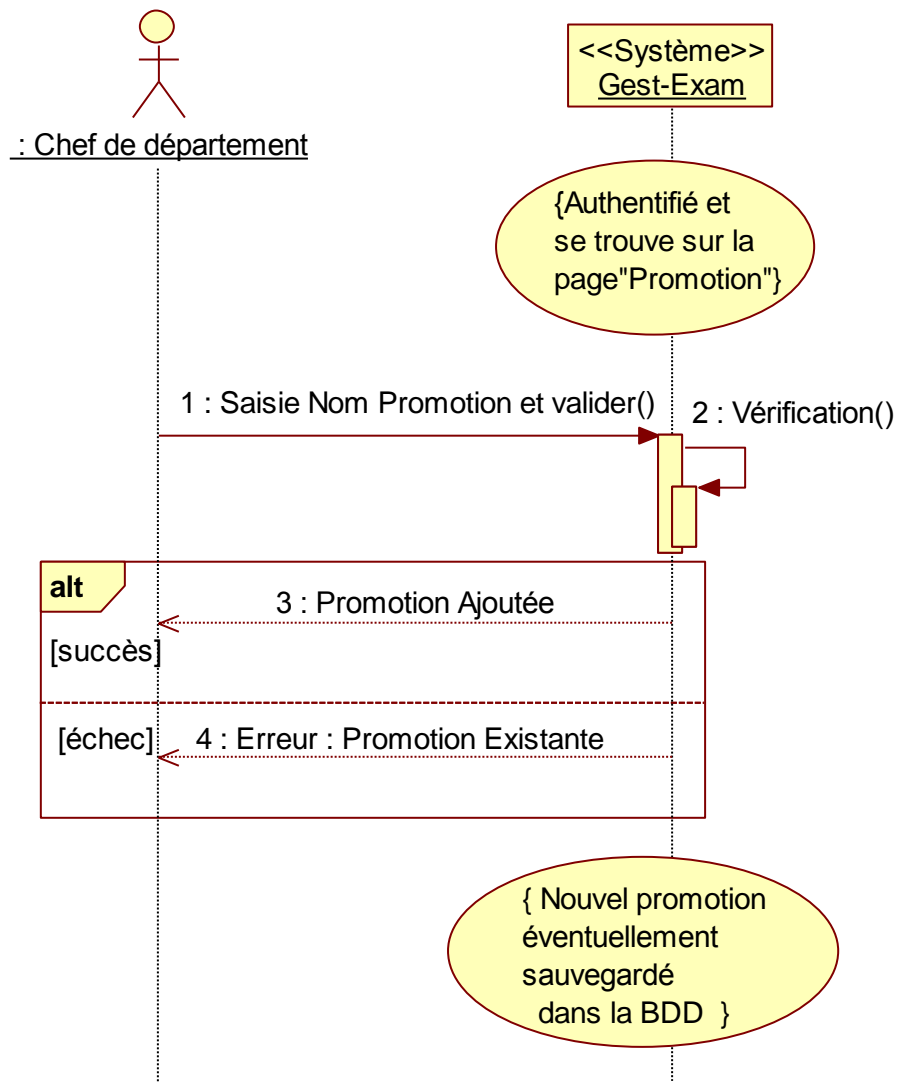 <<Système>>
Gest-Exam
: Chef de département
{Authentifié et
se trouve sur la
page"Promotion"}
1 : Saisie Nom Promotion et valider()
2 : Vérification()
alt
3 : Promotion Ajoutée
[succès]
[échec]
4 : Erreur : Promotion Existante
{ Nouvel promotion
éventuellement
sauvegardé
dans la BDD }